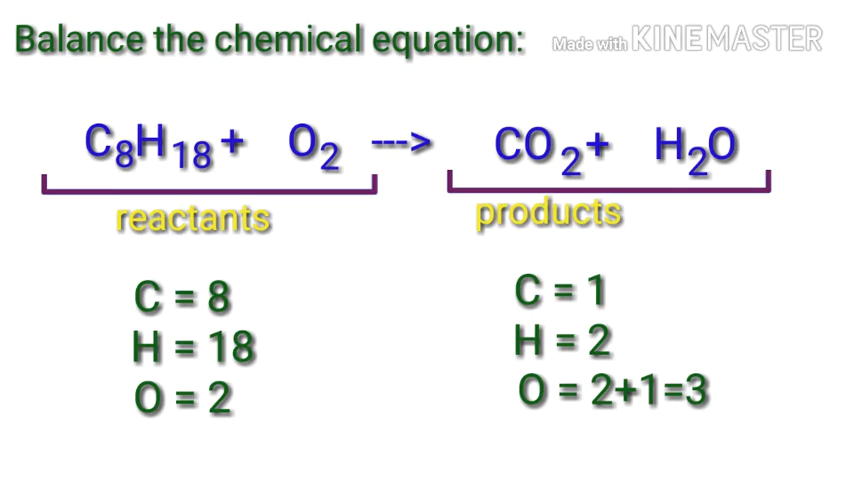 Balance the chemical equation:
Made with KINEMASTER
C₈H₁₈ + O₂ ---> CO₂ + H₂O
reactants products
C = 8
H = 18
O = 2
C = 1
H = 2
O = 2+1=3